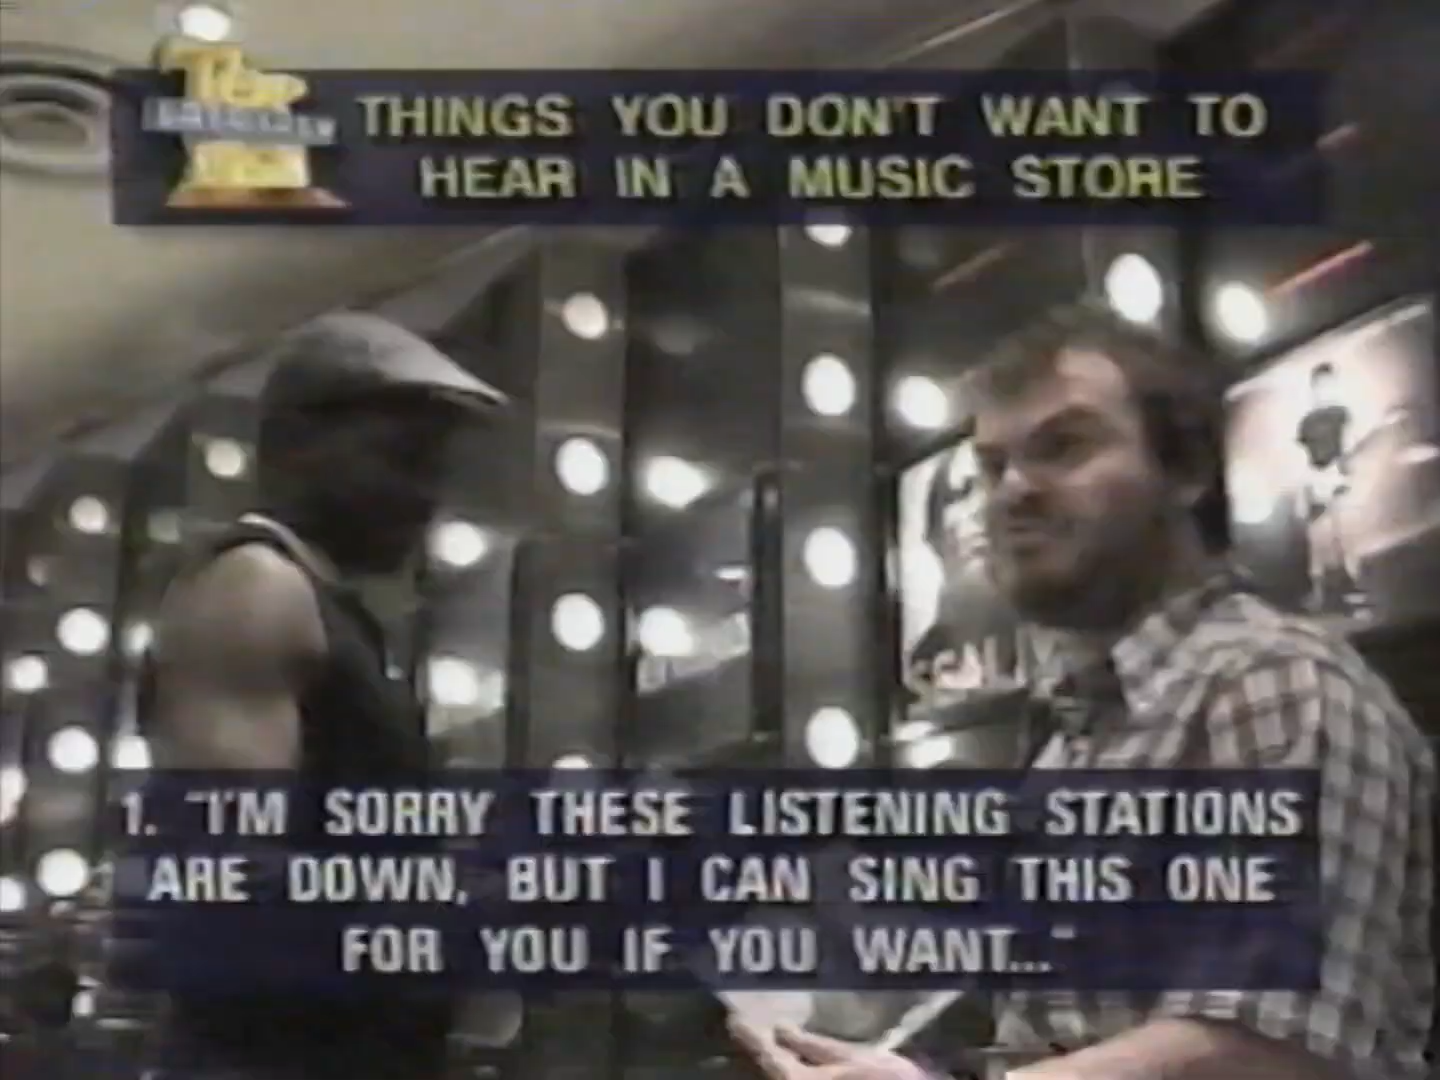 THINGS YOU DON'T WANT TO
HEAR IN A MUSIC STORE
1. "I'M SORRY THESE LISTENING STATIONS
ARE DOWN, BUT I CAN SING THIS ONE
FOR YOU IF YOU WANT..."